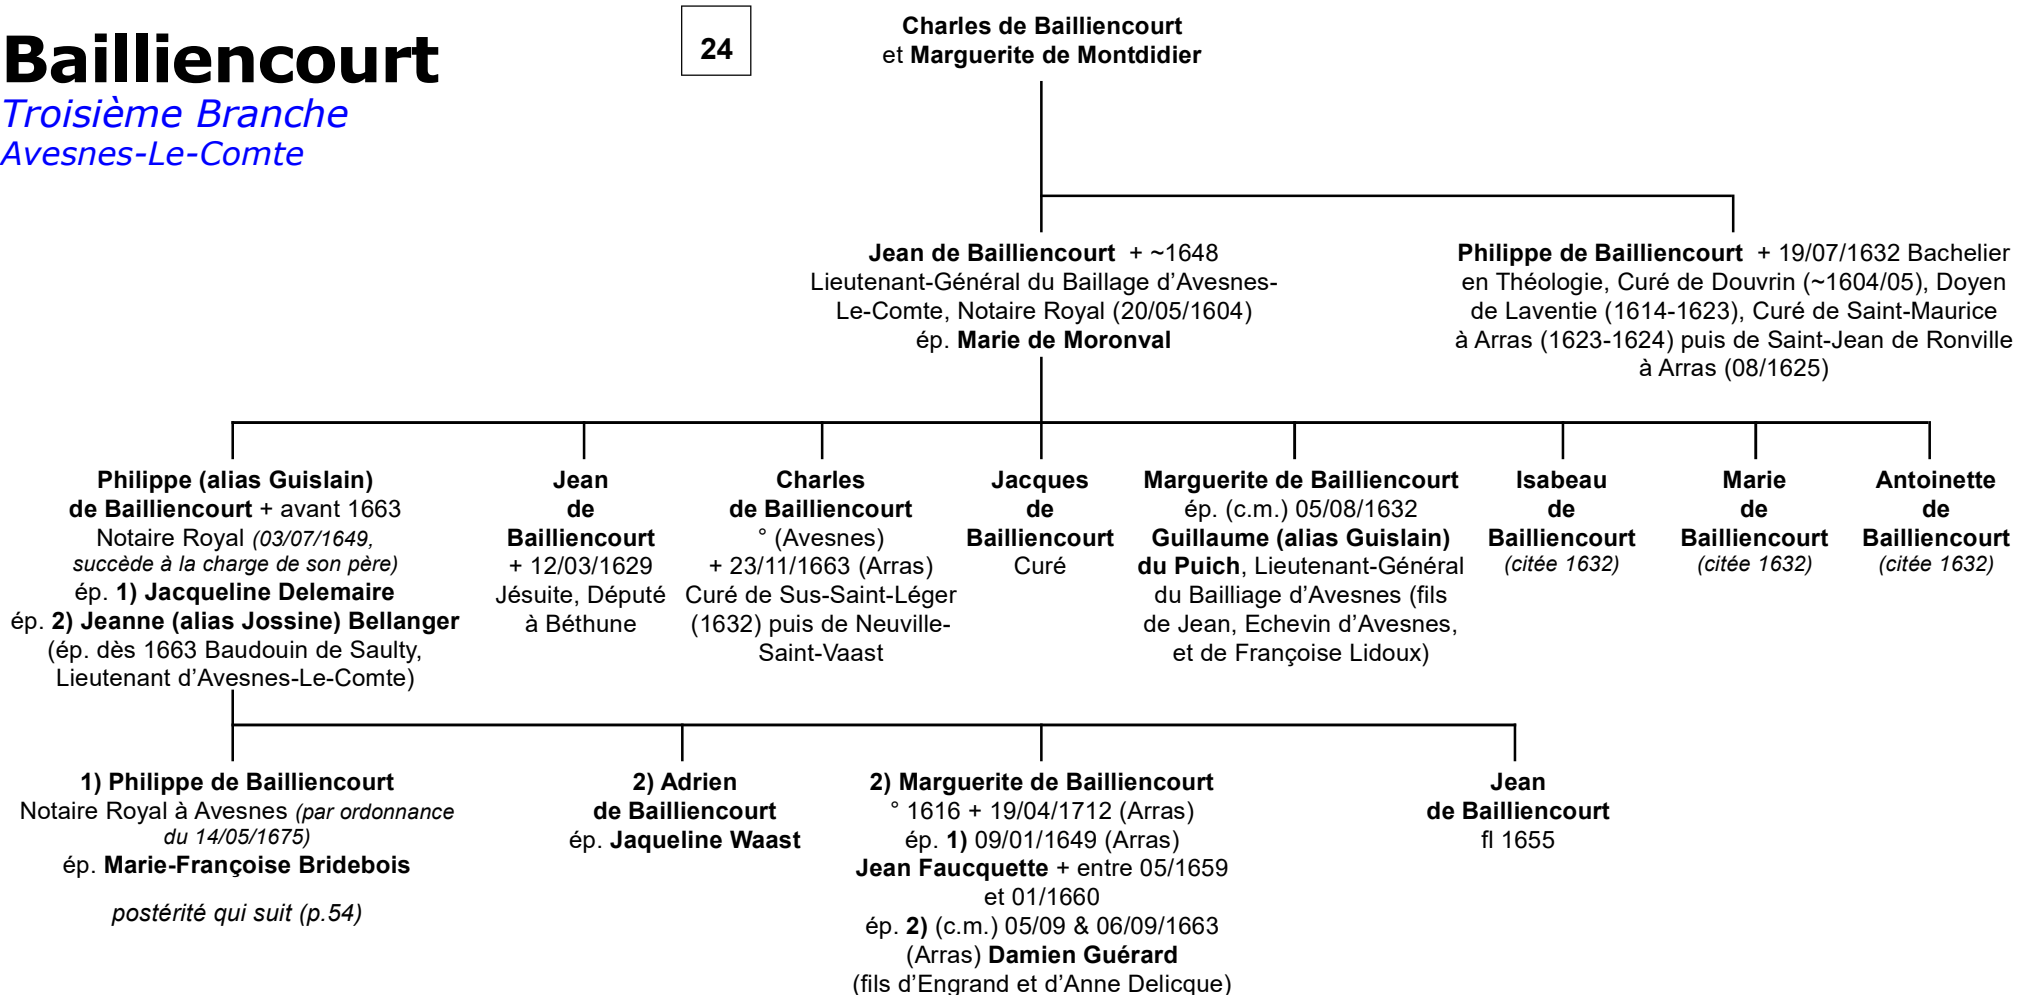 Bailliencourt
Troisième Branche
Avesnes-Le-Comte
24
Charles de Bailliencourt
et Marguerite de Montdidier
Jean de Bailliencourt + ~1648
Lieutenant-Général du Baillage d'Avesnes-
Le-Comte, Notaire Royal (20/05/1604)
ép. Marie de Moronval
Philippe de Bailliencourt + 19/07/1632 Bachelier
en Théologie, Curé de Douvrin (~1604/05), Doyen
de Laventie (1614-1623), Curé de Saint-Maurice
à Arras (1623-1624) puis de Saint-Jean de Ronville
à Arras (08/1625)
Philippe (alias Guislain)
de Bailliencourt + avant 1663
Notaire Royal (03/07/1649,
succède à la charge de son père)
ép. 1) Jacqueline Delemaire
ép. 2) Jeanne (alias Jossine) Bellanger
(ép. dès 1663 Baudouin de Saulty,
Lieutenant d'Avesnes-Le-Comte)
Jean
de
Bailliencourt
+ 12/03/1629
Jésuite, Député
à Béthune
Charles
de Bailliencourt
° (Avesnes)
+ 23/11/1663 (Arras)
Curé de Sus-Saint-Léger
(1632) puis de Neuville-
Saint-Vaast
Jacques
de
Bailliencourt
Curé
Marguerite de Bailliencourt
ép. (c.m.) 05/08/1632
Guillaume (alias Guislain)
du Puich, Lieutenant-Général
du Bailliage d'Avesnes (fils
de Jean, Echevin d'Avesnes,
et de Françoise Lidoux)
Isabeau
de
Bailliencourt
(citée 1632)
Marie
de
Bailliencourt
(citée 1632)
Antoinette
de
Bailliencourt
(citée 1632)
1) Philippe de Bailliencourt
Notaire Royal à Avesnes (par ordonnance
du 14/05/1675)
ép. Marie-Françoise Bridebois
postérité qui suit (p.54)
2) Adrien
de Bailliencourt
ép. Jaqueline Waast
2) Marguerite de Bailliencourt
° 1616 + 19/04/1712 (Arras)
ép. 1) 09/01/1649 (Arras)
Jean Faucquette + entre 05/1659
et 01/1660
ép. 2) (c.m.) 05/09 & 06/09/1663
(Arras) Damien Guérard
(fils d'Engrand et d'Anne Delicque)
Jean
de Bailliencourt
fl 1655